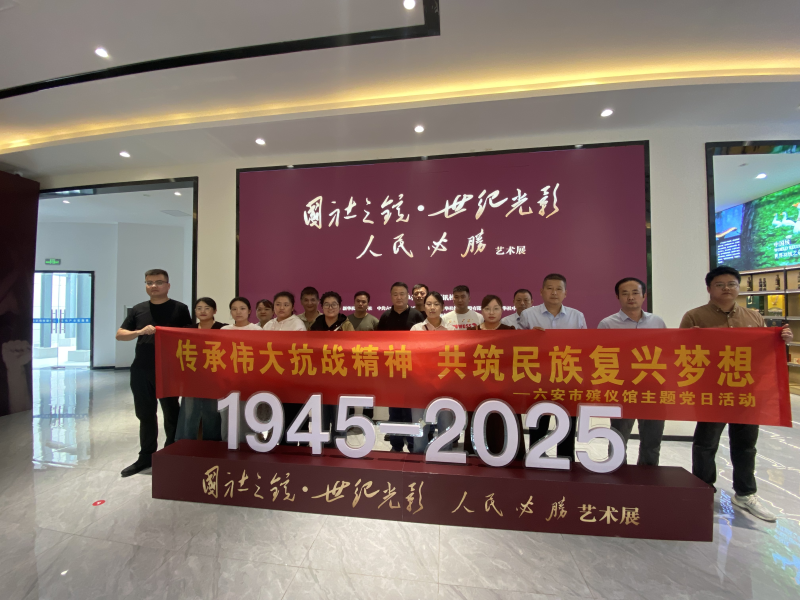 國社之鏡·世纪光影
人民必勝 艺术展
传承伟大抗战精神 共筑民族复兴梦想
—六安市殡仪馆主题党日活动
1945-2025
國社之鏡·世纪光影 人民必勝 艺术展